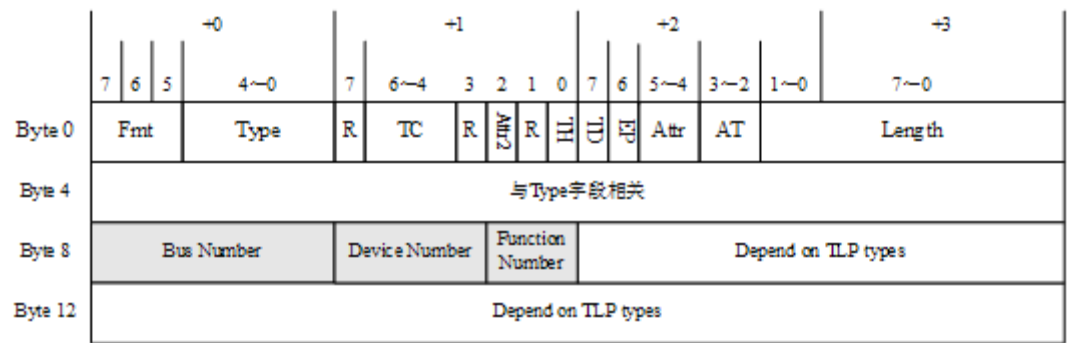 +0 +1 +2 +3
7 6 5 4~0 7 6~4 3 2 1 0 7 6 5~4 3~2 1~0 7~0
Byte 0 Fmt Type R TC R Attr2 R TH TD EP Attr AT Length
Byte 4 与Type字段相关
Byte 8 Bus Number Device Number Function Number Depend on TLP types
Byte 12 Depend on TLP types